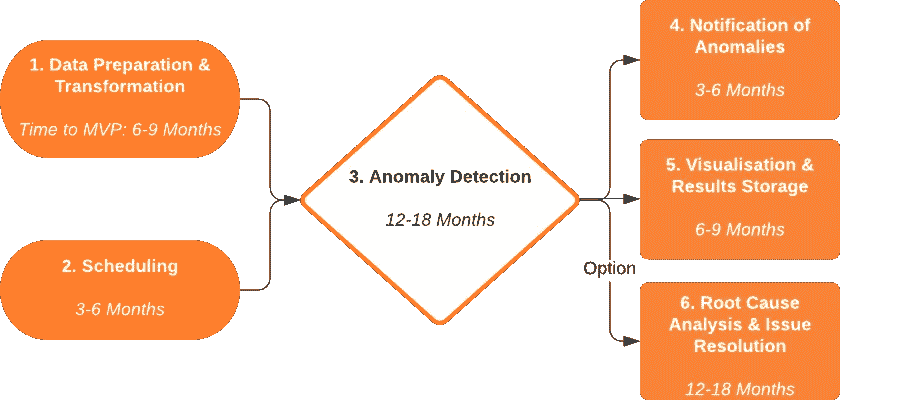 1. Data Preparation &
Transformation
Time to MVP: 6-9 Months
2. Scheduling
3-6 Months
3. Anomaly Detection
12-18 Months
4. Notification of
Anomalies
3-6 Months
5. Visualisation &
Results Storage
6-9 Months
Option
6. Root Cause
Analysis & Issue
Resolution
12-18 Months